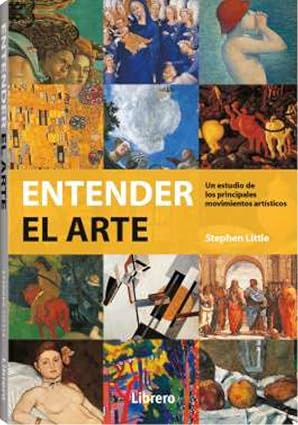 ENTENDER EL ARTE
Librero
ENTENDER
EL ARTE
Un estudio de
los principales
movimientos artísticos
Stephen Little
Librero